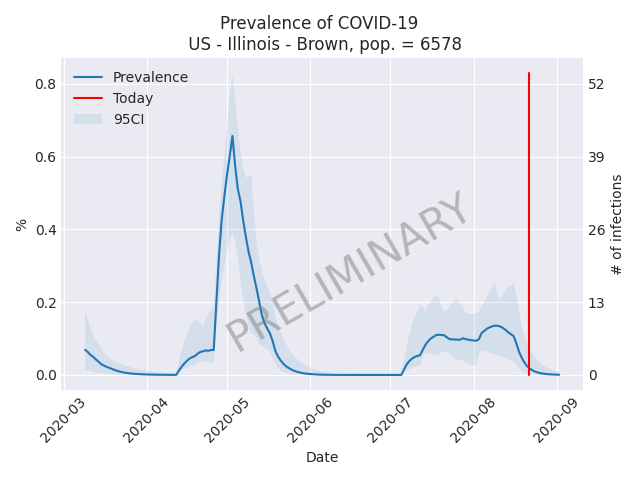 Prevalence of COVID-19
US - Illinois - Brown, pop. = 6578
Prevalence
Today
95CI
0.8
0.6
0.4
0.2
0.0
%
52
39
26
13
0
# of infections
PRELIMINARY
2020-03
2020-04
2020-05
2020-06
2020-07
2020-08
2020-09
Date